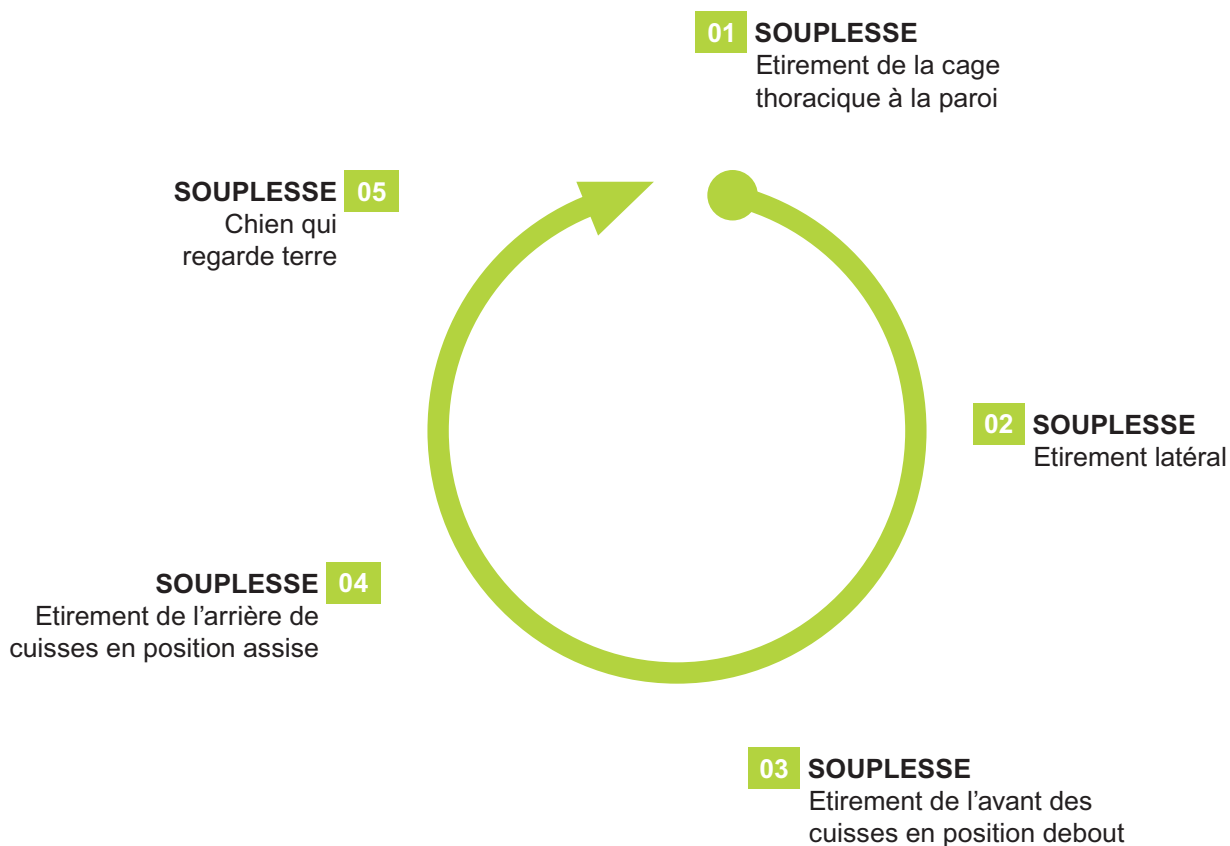 01 SOUPLESSE
Etirement de la cage
thoracique à la paroi
02 SOUPLESSE
Etirement latéral
03 SOUPLESSE
Etirement de l’avant des
cuisses en position debout
SOUPLESSE 04
Etirement de l’arrière de
cuisses en position assise
SOUPLESSE 05
Chien qui
regarde terre